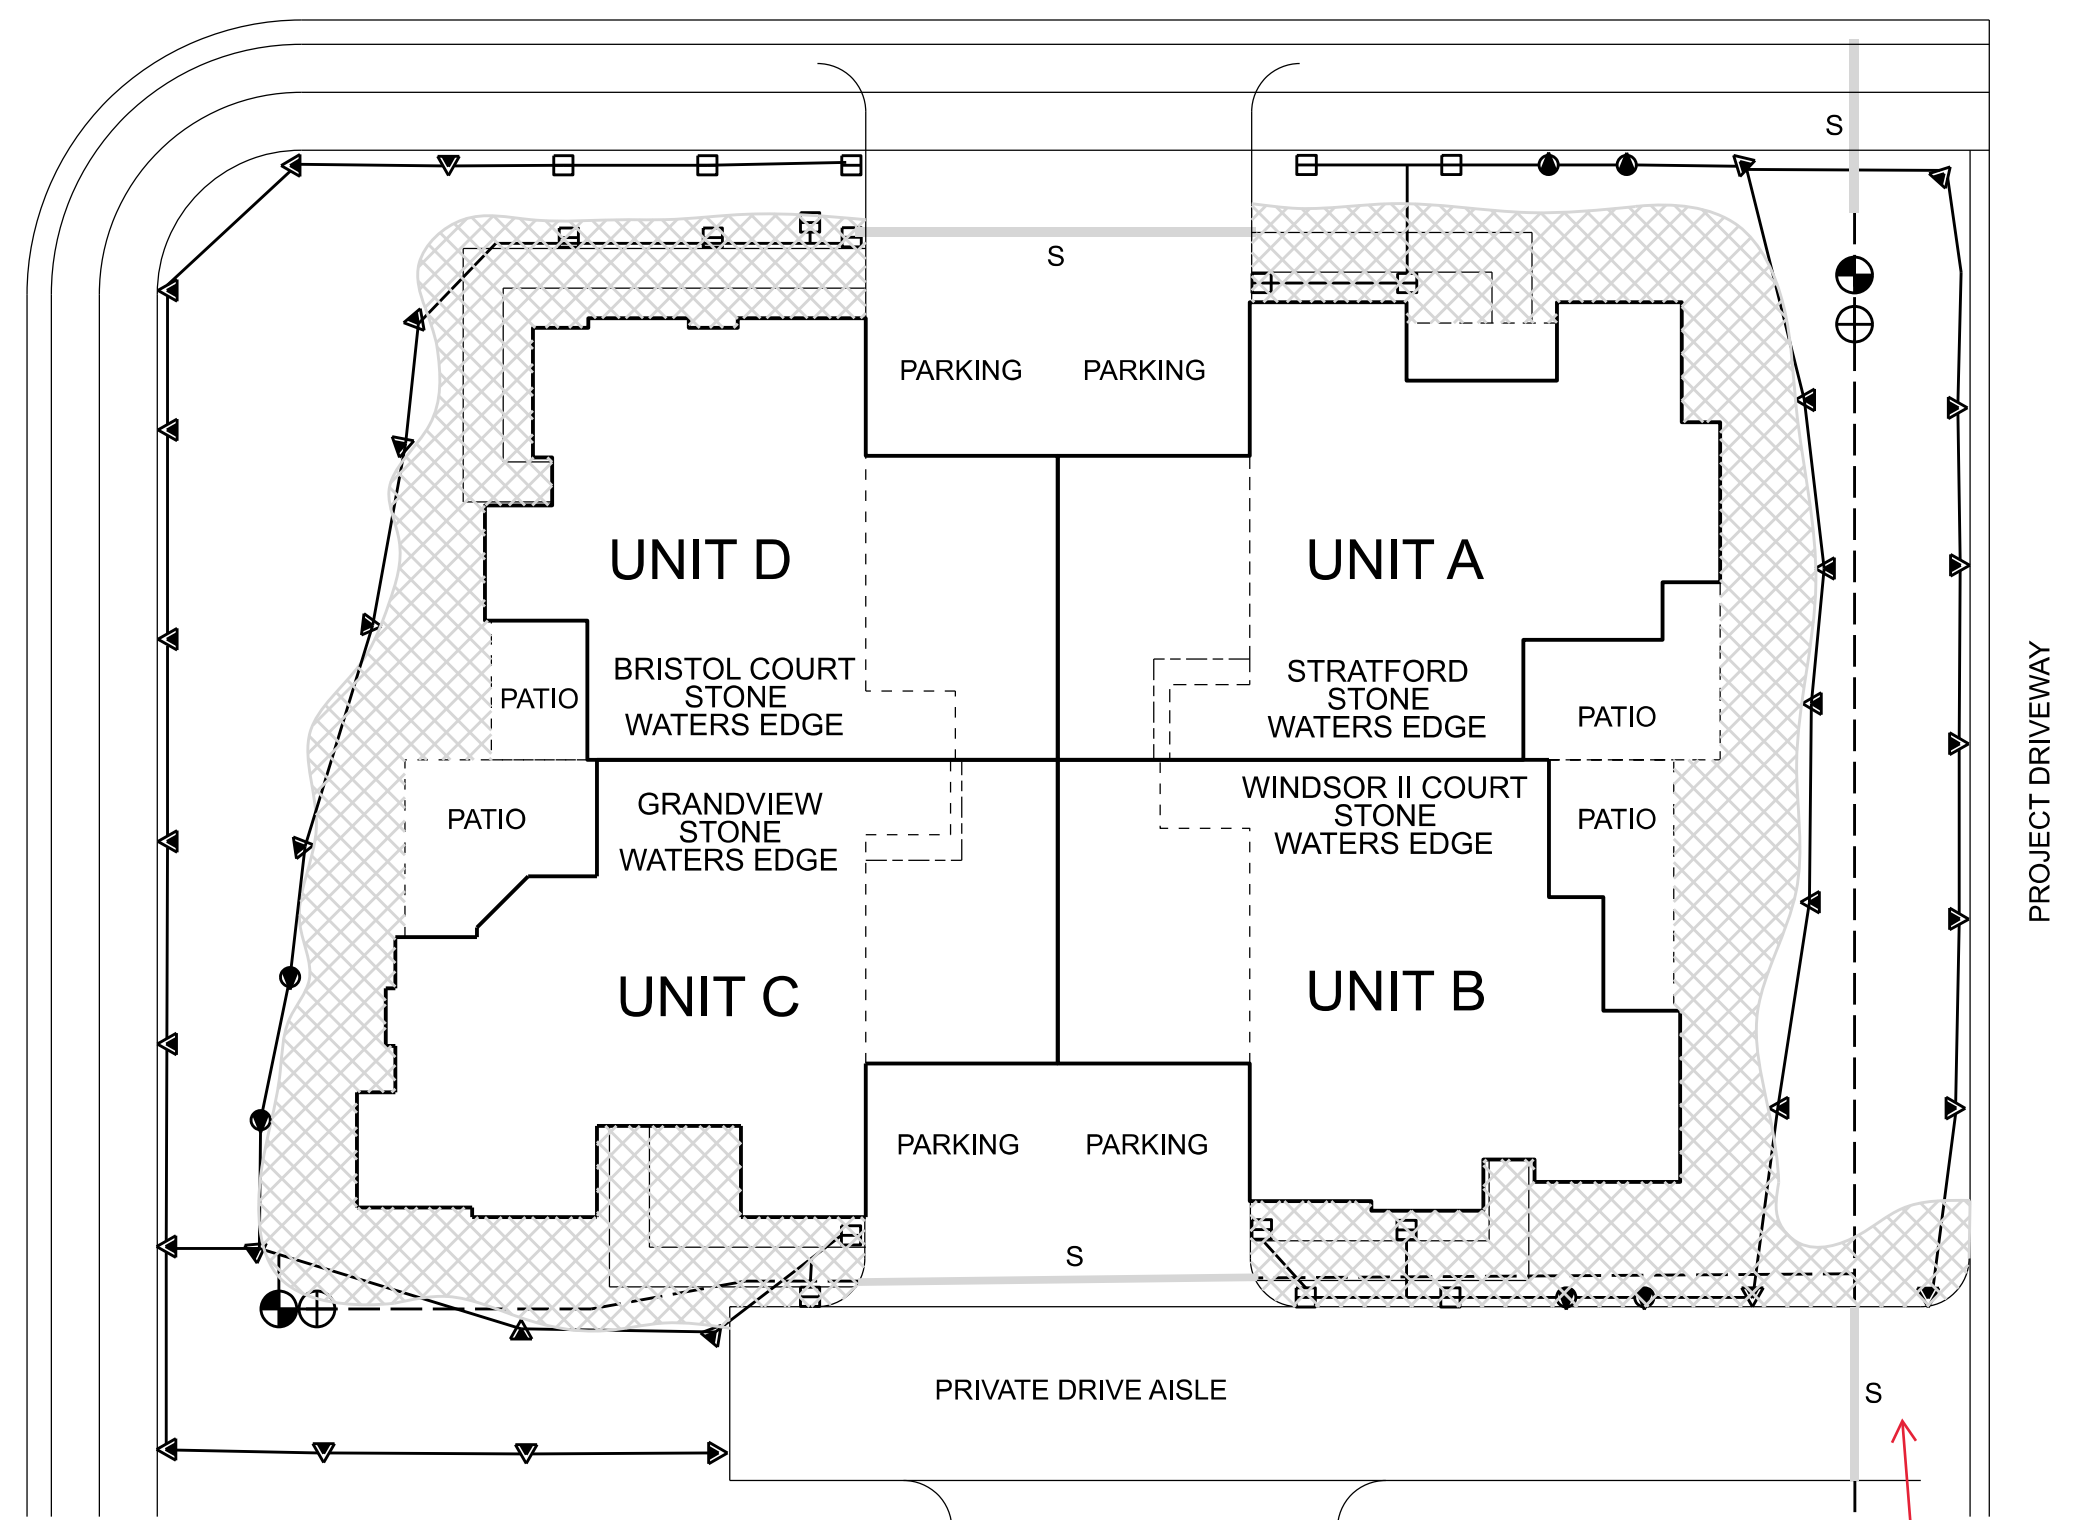 S
S
PARKING
PARKING
UNIT D
UNIT A
BRISTOL COURT
STONE
WATERS EDGE
STRATFORD
STONE
WATERS EDGE
PATIO
PATIO
PROJECT DRIVEWAY
GRANDVIEW
STONE
WATERS EDGE
WINDSOR II COURT
STONE
WATERS EDGE
PATIO
PATIO
UNIT C
UNIT B
PARKING
PARKING
S
PRIVATE DRIVE AISLE
S